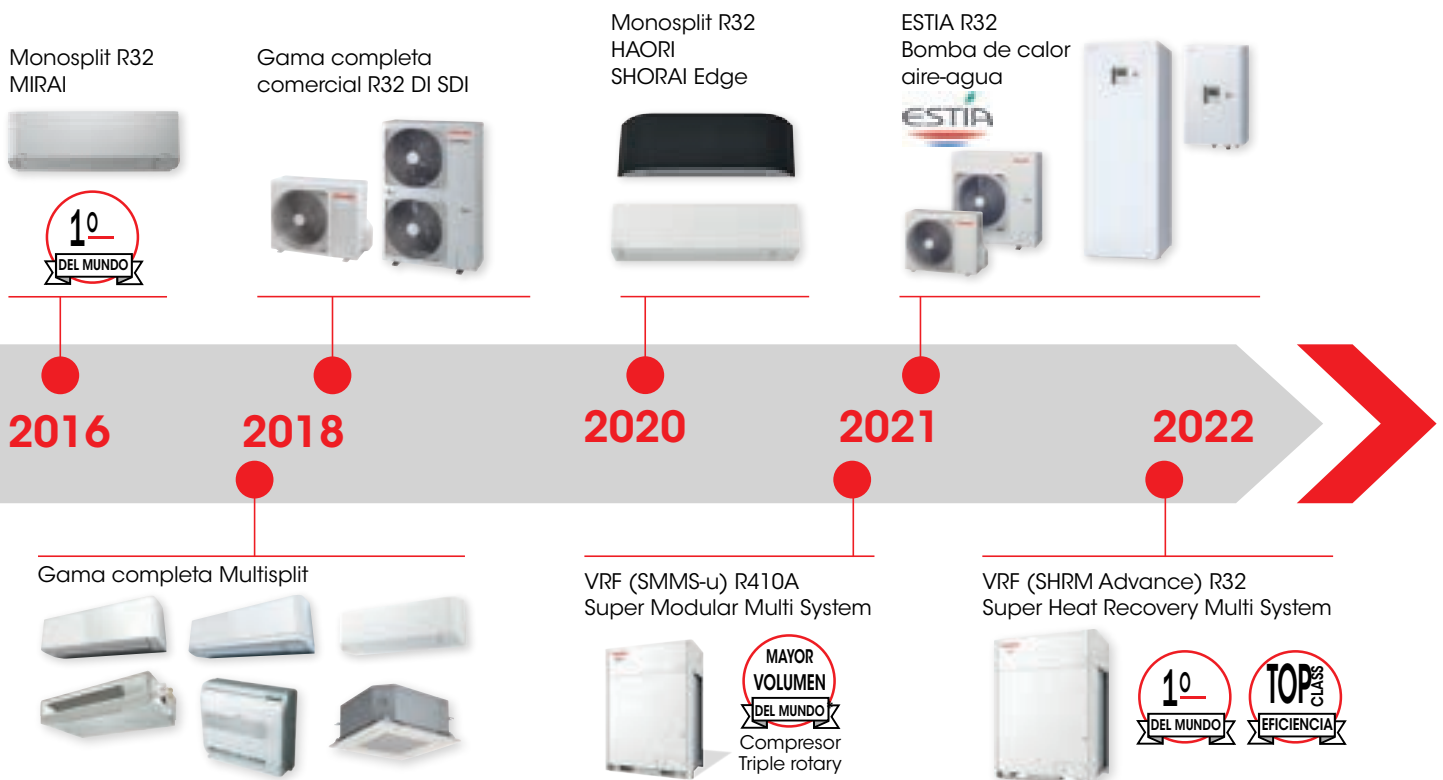 Monosplit R32
MIRAI
1º
DEL MUNDO
Gama completa
comercial R32 DI SDI
Monosplit R32
HAORI
SHORAI Edge
ESTIA R32
Bomba de calor
aire-agua
ESTIA
2016
2018
2020
2021
2022
Gama completa Multisplit
VRF (SMMS-u) R410A
Super Modular Multi System
MAYOR
VOLUMEN
DEL MUNDO
Compresor
Triple rotary
VRF (SHRM Advance) R32
Super Heat Recovery Multi System
1º
DEL MUNDO
TOP CLASS
EFICIENCIA